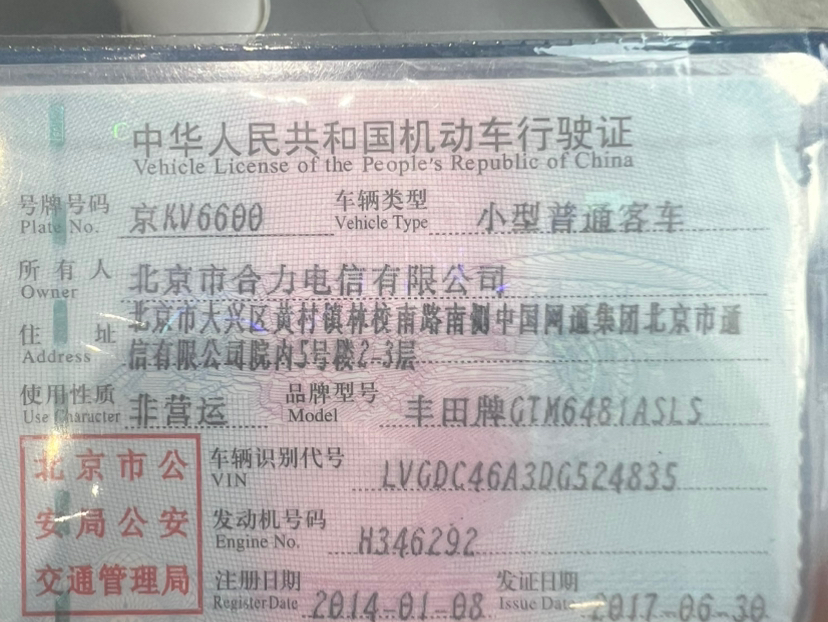 中华人民共和国机动车行驶证
Vehicle License of the People's Republic of China
号牌号码 京KV6600 车辆类型 小型普通客车
Plate No. Vehicle Type
所有人 北京市合力电信有限公司
Owner
住址 北京市大兴区黄村镇林校南路南侧中国网通集团北京市通
Address 信有限公司院内5号楼2-3层
使用性质 非营运 品牌型号 丰田牌GTM6481ASLS
Use Character Model
北京市公
安局公安
交通管理局
车辆识别代号 LVGDC46A3DG524835
VIN
发动机号码 H346292
Engine No.
注册日期 2014-01-08 发证日期 2017-06-30
Register Date Issue Date